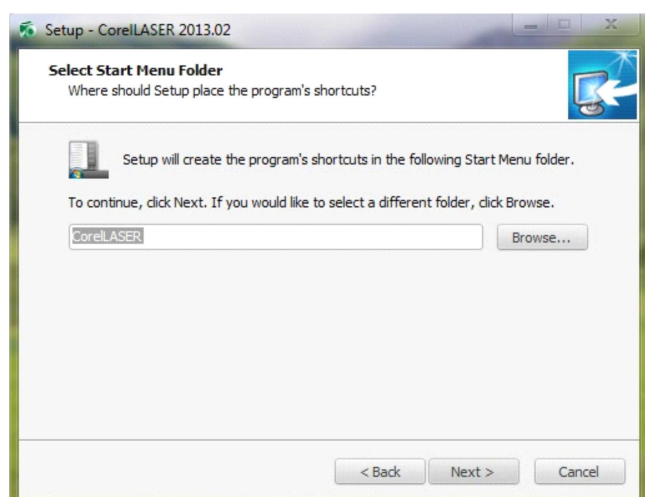 Setup - CorelLASER 2013.02
Select Start Menu Folder
Where should Setup place the program's shortcuts?
Setup will create the program's shortcuts in the following Start Menu folder.
To continue, click Next. If you would like to select a different folder, click Browse.
CorelLASER
Browse...
< Back
Next >
Cancel